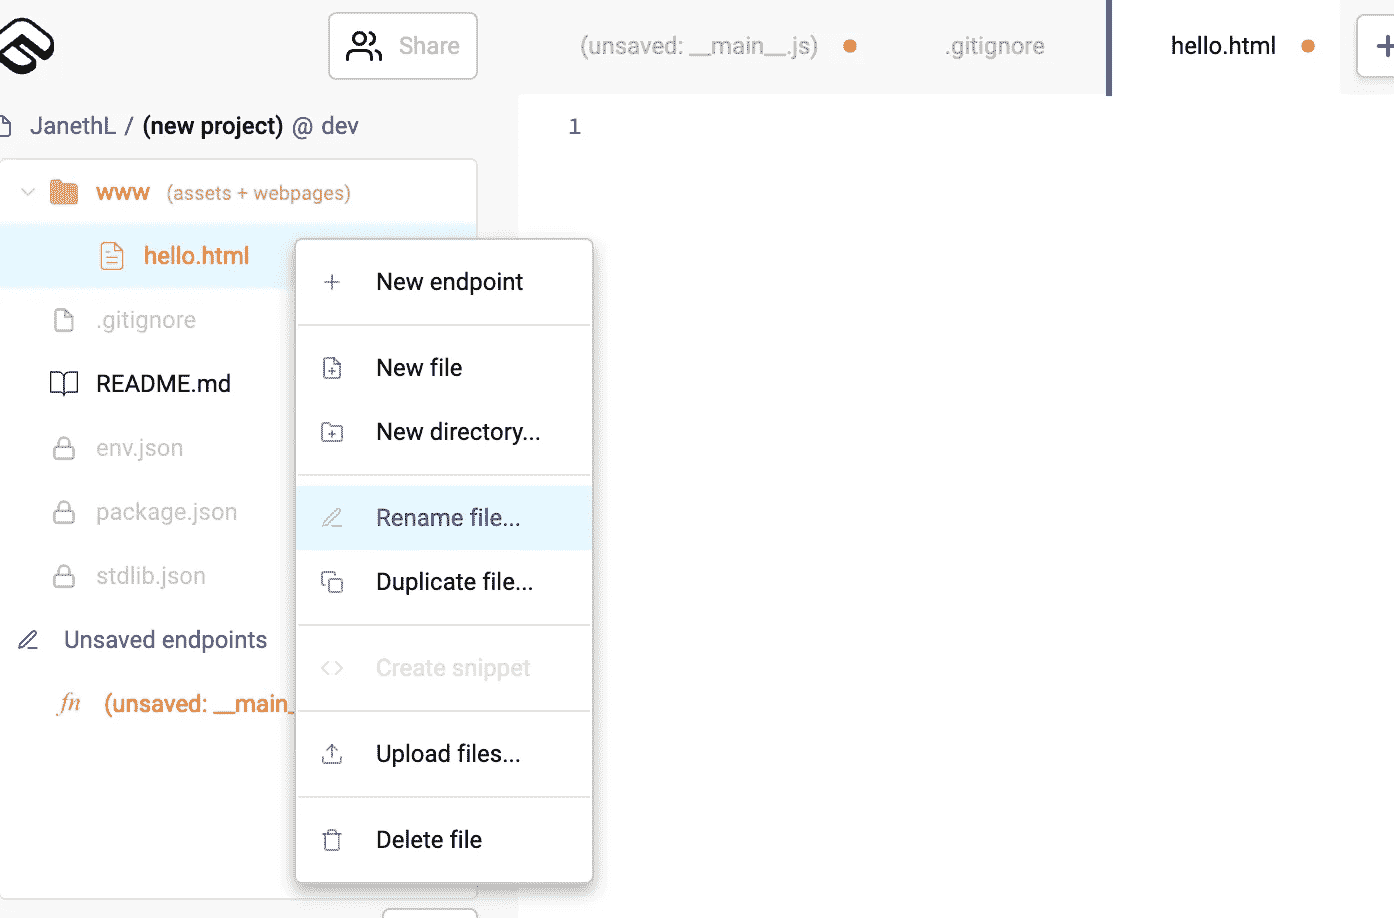 Share
(unsaved: __main__.js)
.gitignore
hello.html
JanethL / (new project) @ dev
1
www (assets + webpages)
hello.html
.gitignore
README.md
env.json
package.json
stdlib.json
Unsaved endpoints
fn (unsaved: __main_
New endpoint
New file
New directory...
Rename file...
Duplicate file...
Create snippet
Upload files...
Delete file